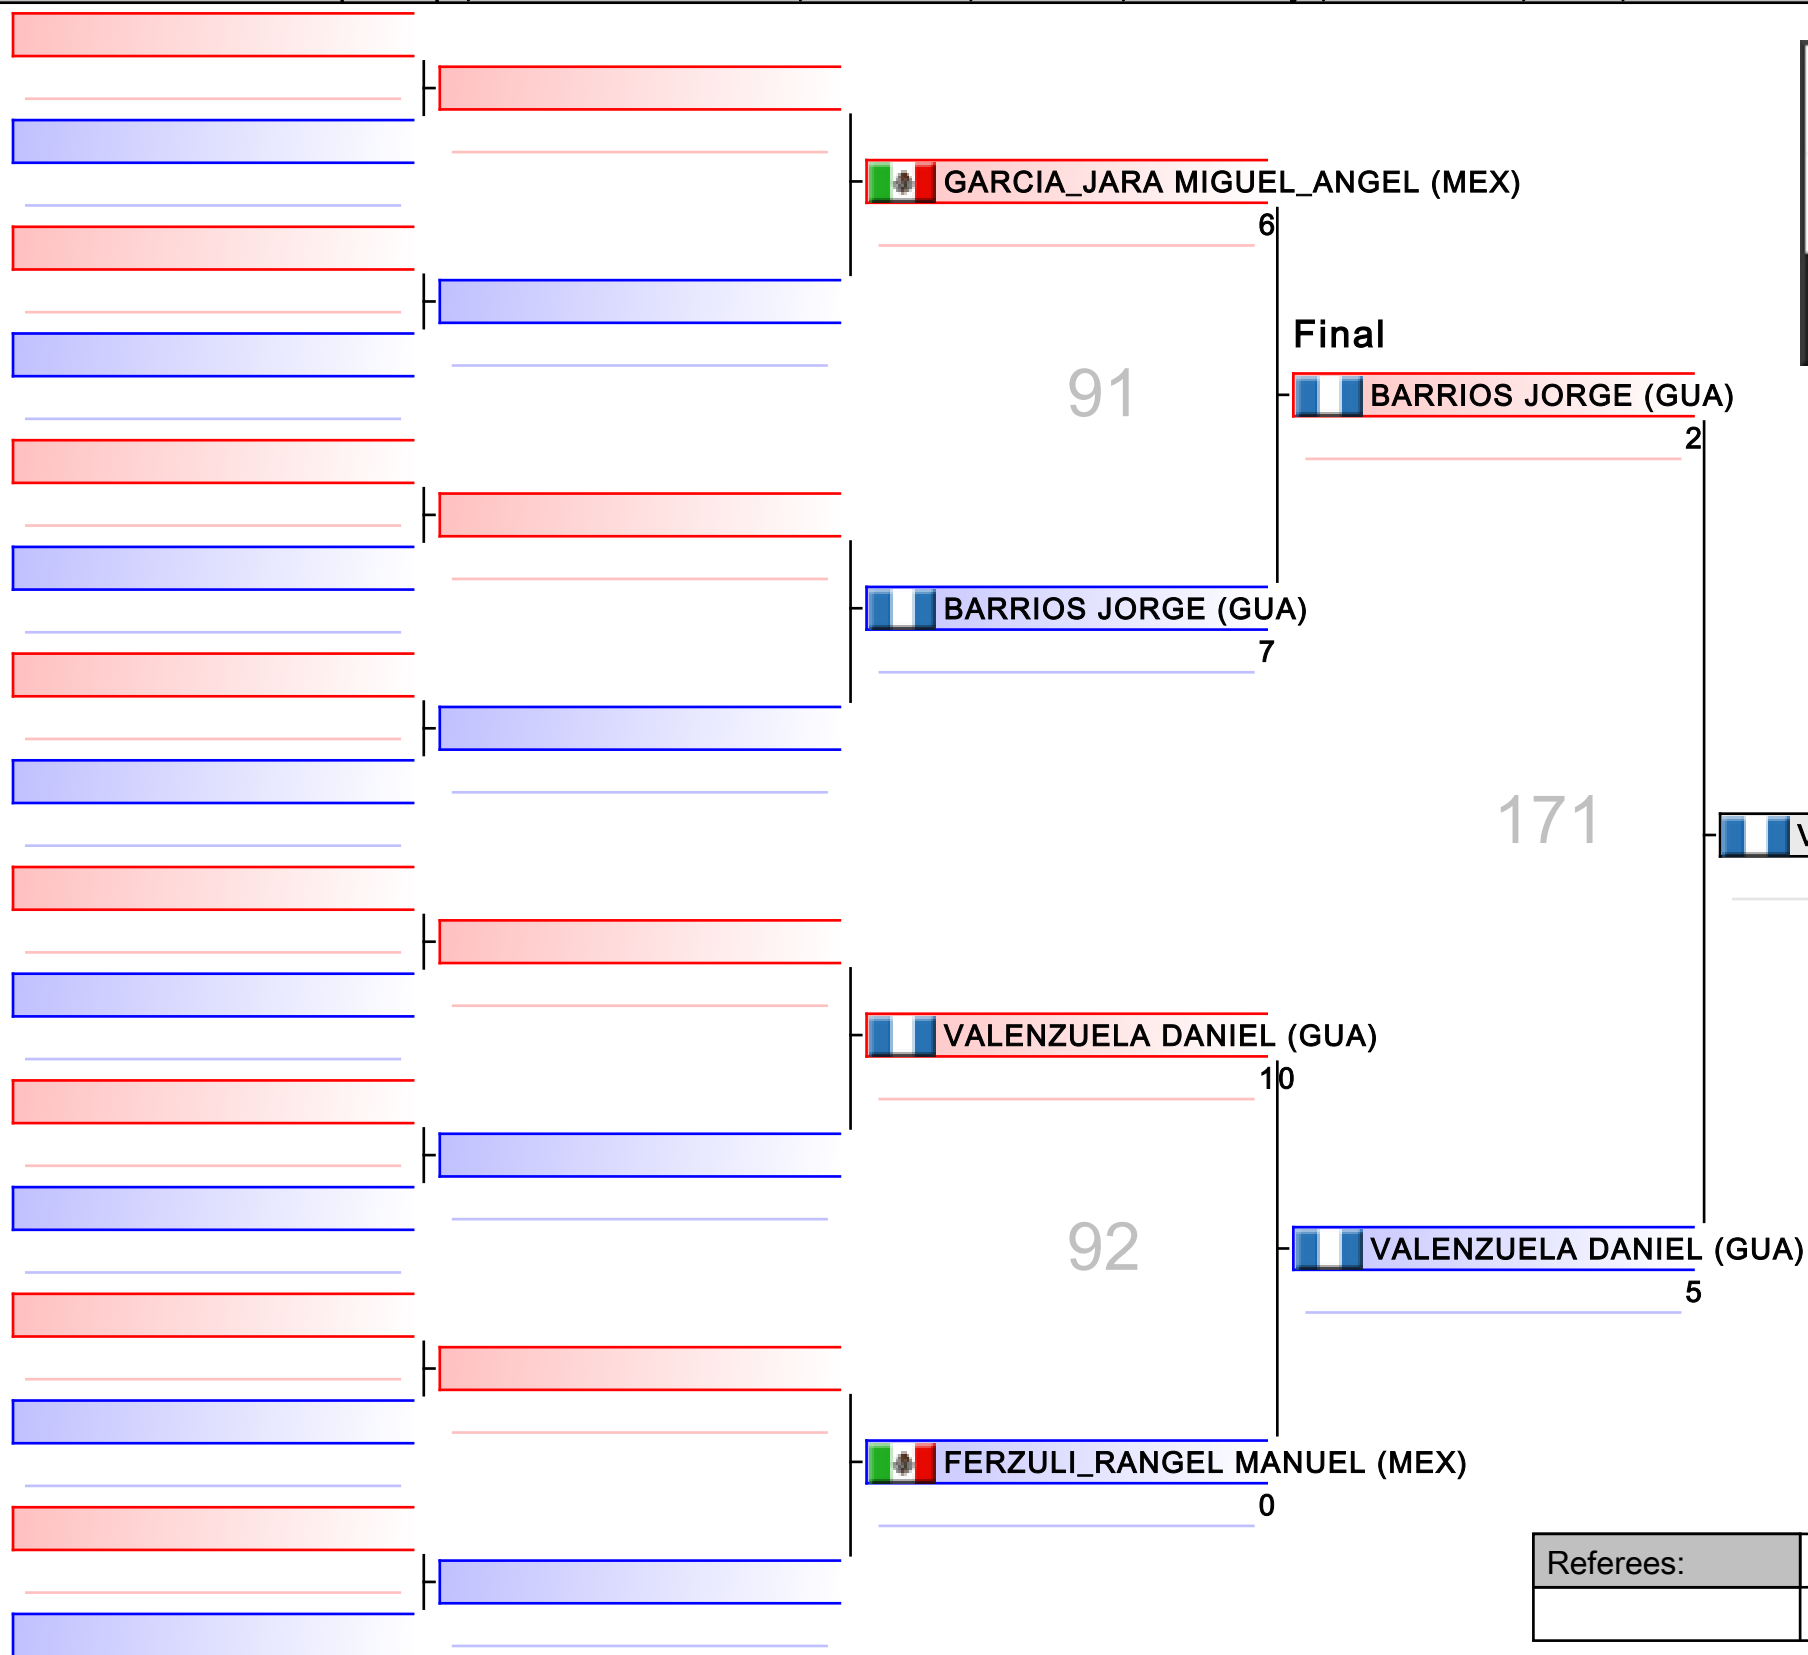 GARCIA_JARA MIGUEL_ANGEL (MEX)
6
91
Final
BARRIOS JORGE (GUA)
2
BARRIOS JORGE (GUA)
7
171
VALENZUELA DANIEL (GUA)
10
92
VALENZUELA DANIEL (GUA)
5
FERZULI_RANGEL MANUEL (MEX)
0
Referees: